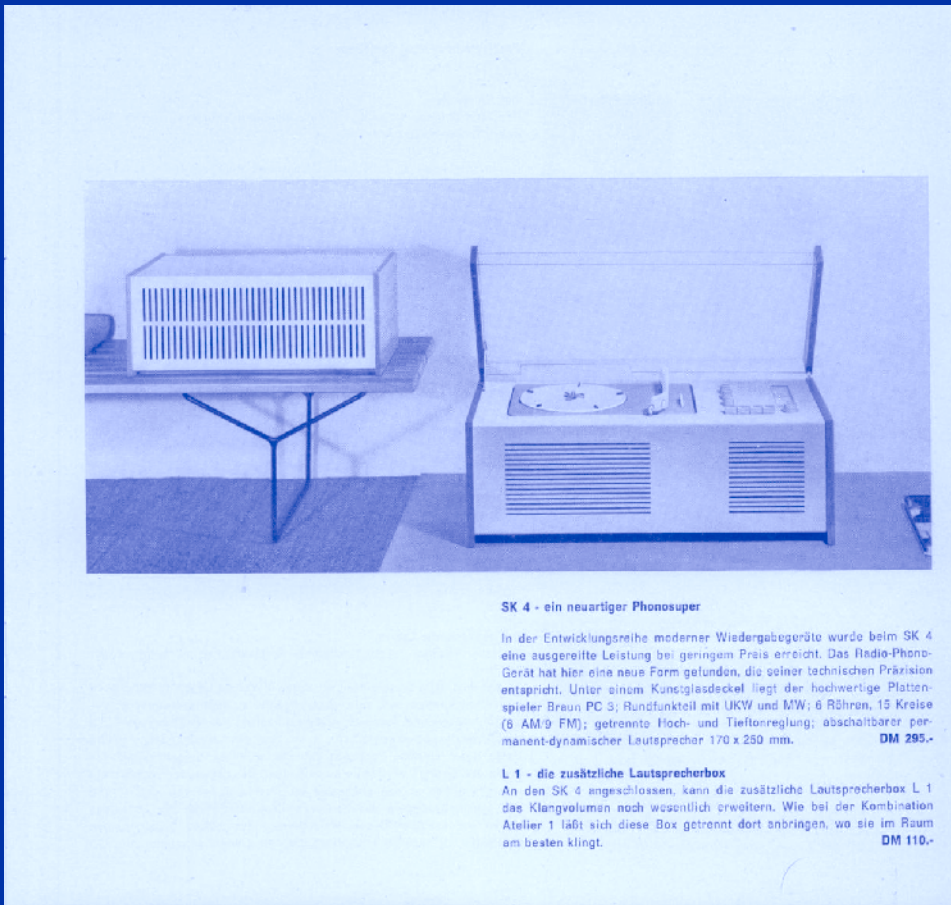 SK 4 - ein neuartiger Phonosuper
In der Entwicklungsreihe moderner Wiedergabegeräte wurde beim SK 4
eine ausgereifte Leistung bei geringem Preis erreicht. Das Radio-Phono-
Gerät hat hier eine neue Form gefunden, die seiner technischen Präzision
entspricht. Unter einem Kunstglasdeckel liegt der hochwertige Platten-
spieler Braun PC 3; Rundfunkteil mit UKW und MW; 6 Röhren, 15 Kreise
(6 AM/9 FM); getrennte Hoch- und Tieftonreglung; abschaltbarer per-
manent-dynamischer Lautsprecher 170 x 260 mm. DM 295.-
L 1 - die zusätzliche Lautsprecherbox
An den SK 4 angeschlossen, kann die zusätzliche Lautsprecherbox L 1
das Klangvolumen noch wesentlich erweitern. Wie bei der Kombination
Atelier 1 läßt sich diese Box getrennt dort anbringen, wo sie im Raum
am besten klingt. DM 110.-